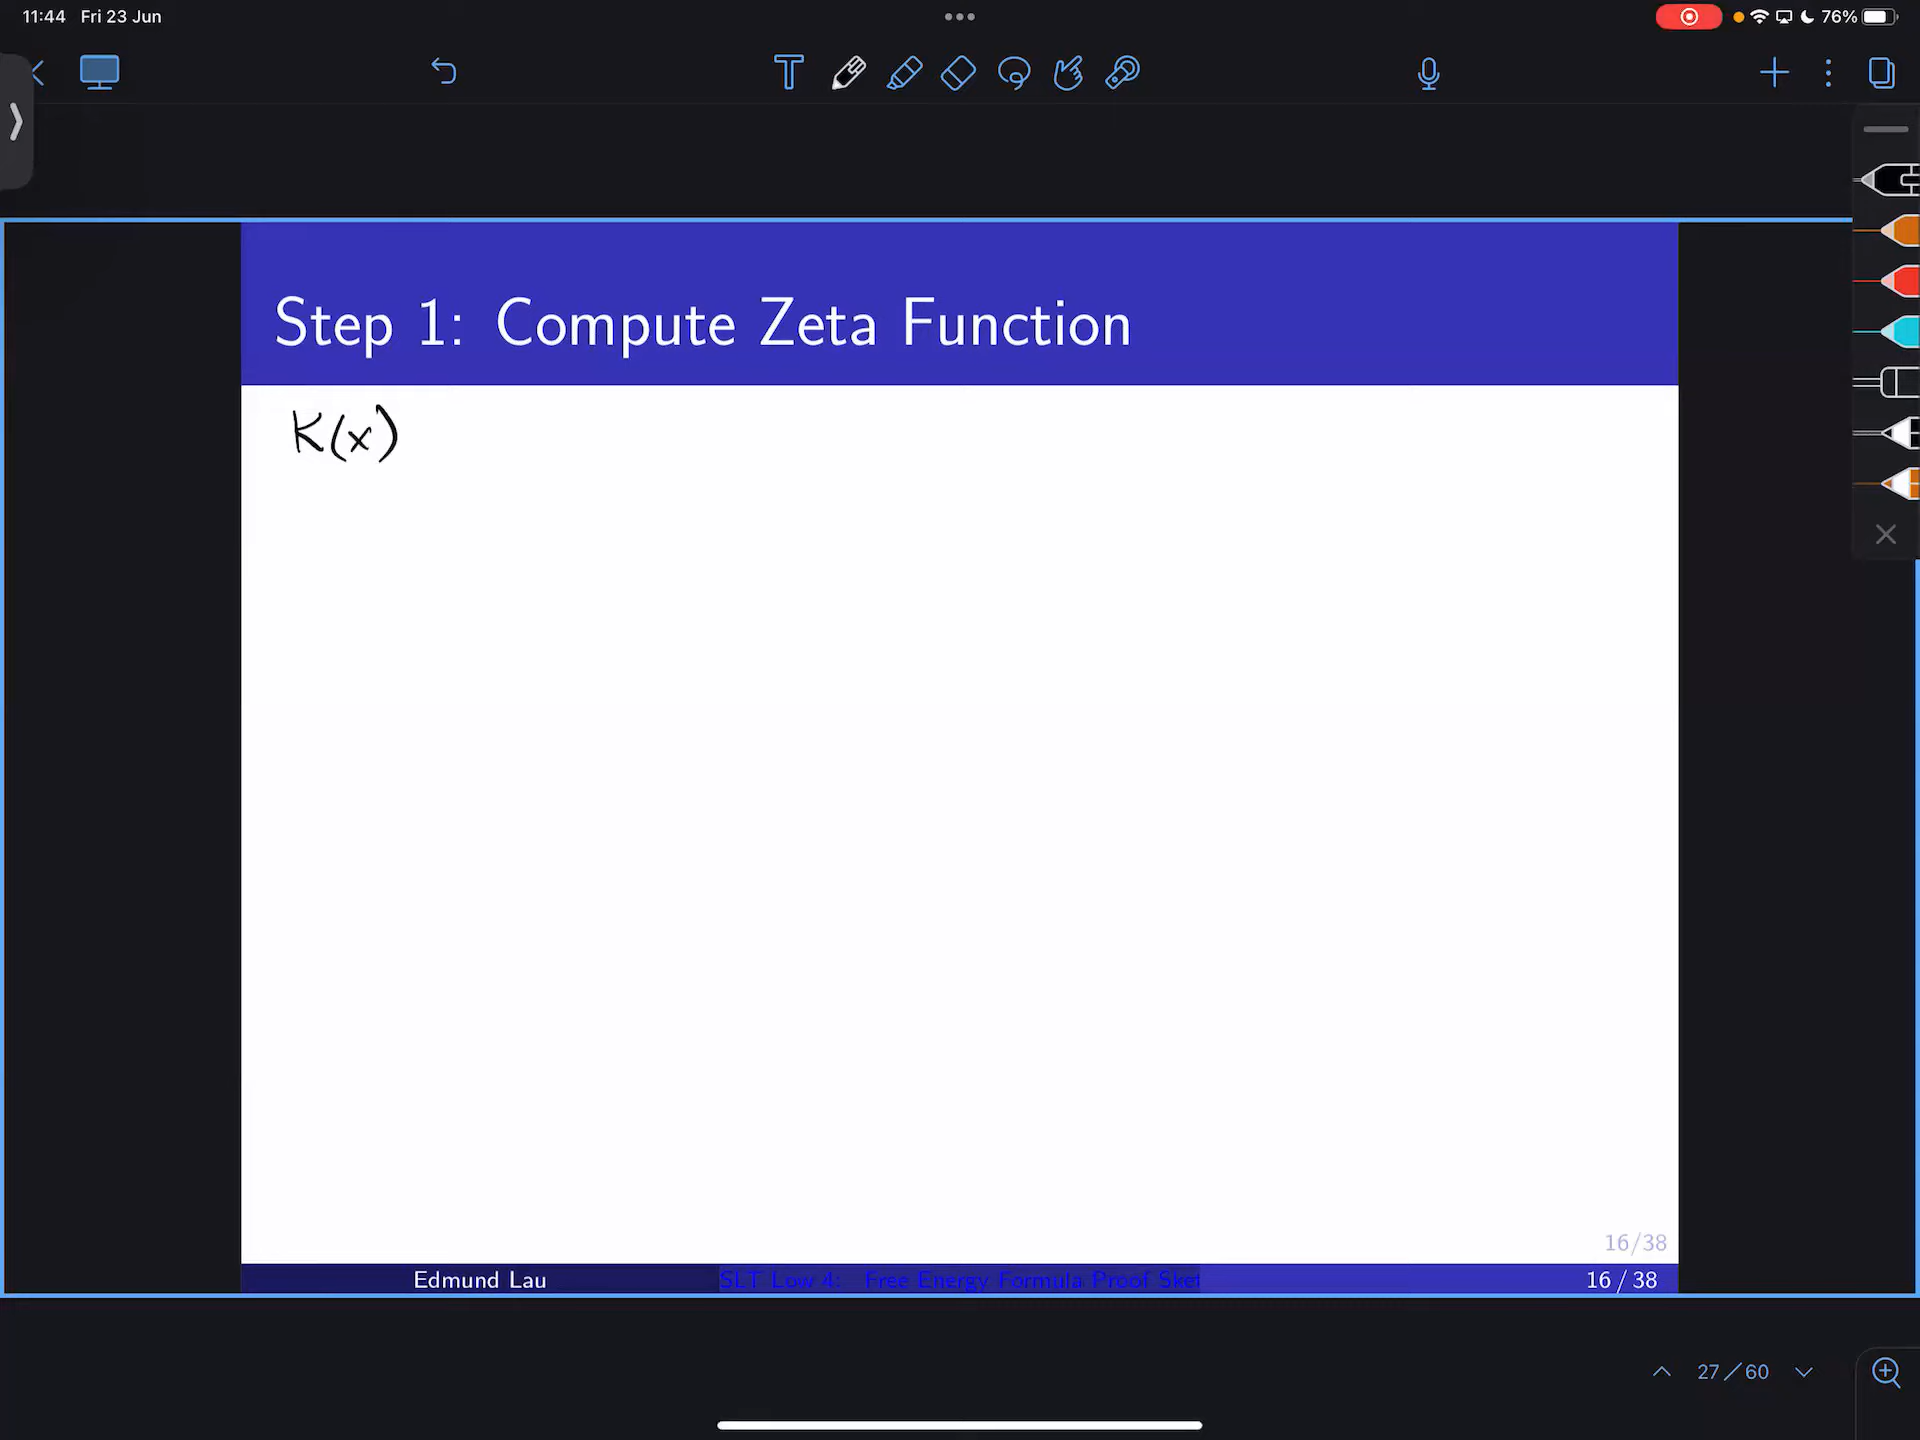 11:44 Fri 23 Jun
76%
T
Step 1: Compute Zeta Function
K(x)
16/38
Edmund Lau
SLT Low 4: Free Energy Formula Proof Sket
16 / 38
27/60